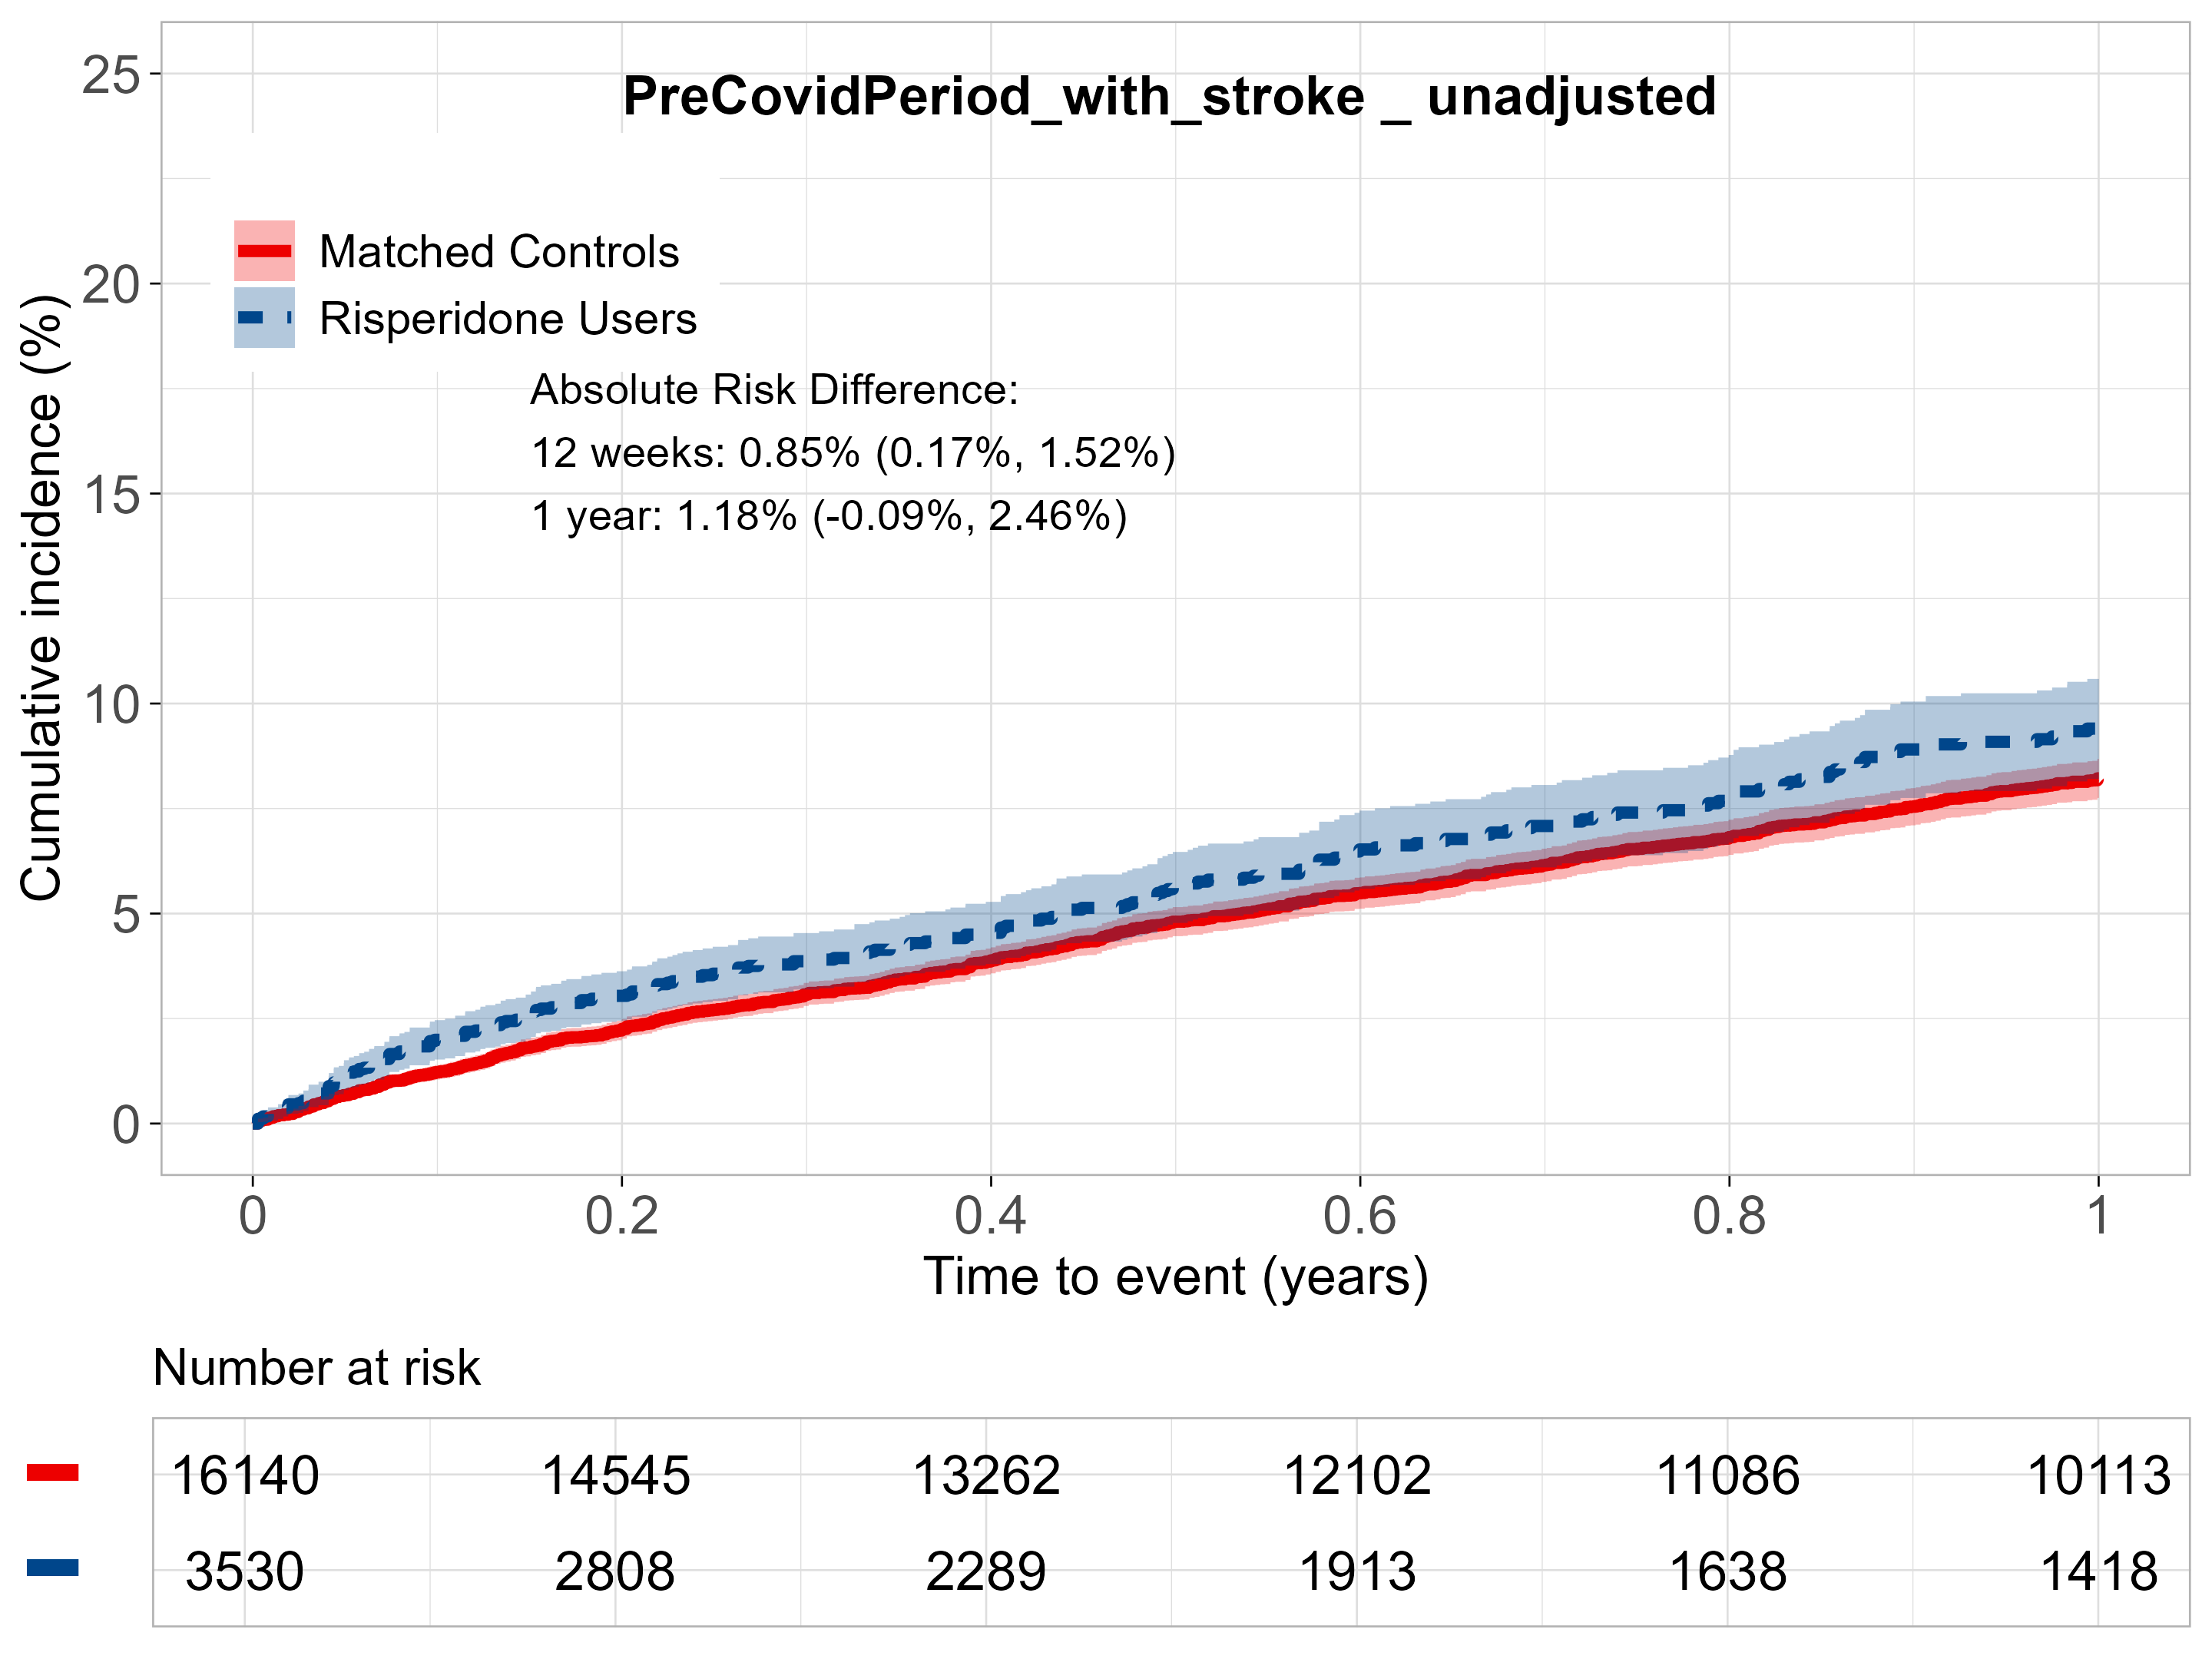 PreCovidPeriod_with_stroke _ unadjusted
Matched Controls
Risperidone Users
Absolute Risk Difference:
12 weeks: 0.85% (0.17%, 1.52%)
1 year: 1.18% (-0.09%, 2.46%)
Cumulative incidence (%)
25
20
15
10
5
0
0 0.2 0.4 0.6 0.8 1
Time to event (years)
Number at risk
16140 14545 13262 12102 11086 10113
3530 2808 2289 1913 1638 1418